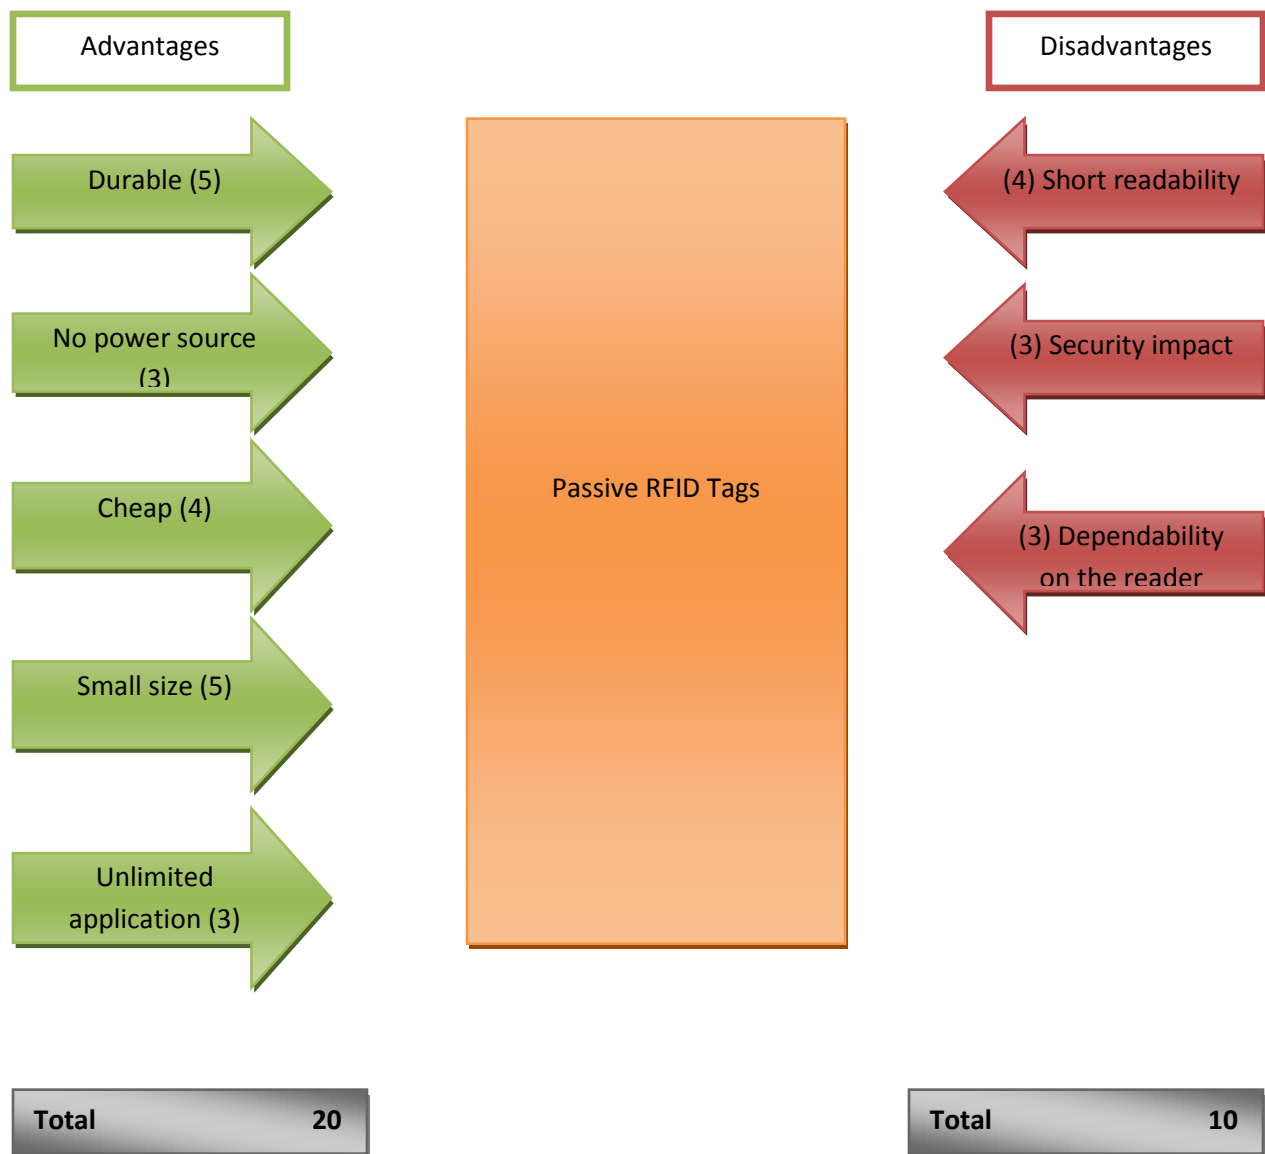 Advantages
Disadvantages
Durable (5)
(4) Short readability
No power source
(3)
(3) Security impact
Cheap (4)
Passive RFID Tags
(3) Dependability
on the reader
Small size (5)
Unlimited
application (3)
Total 20
Total 10